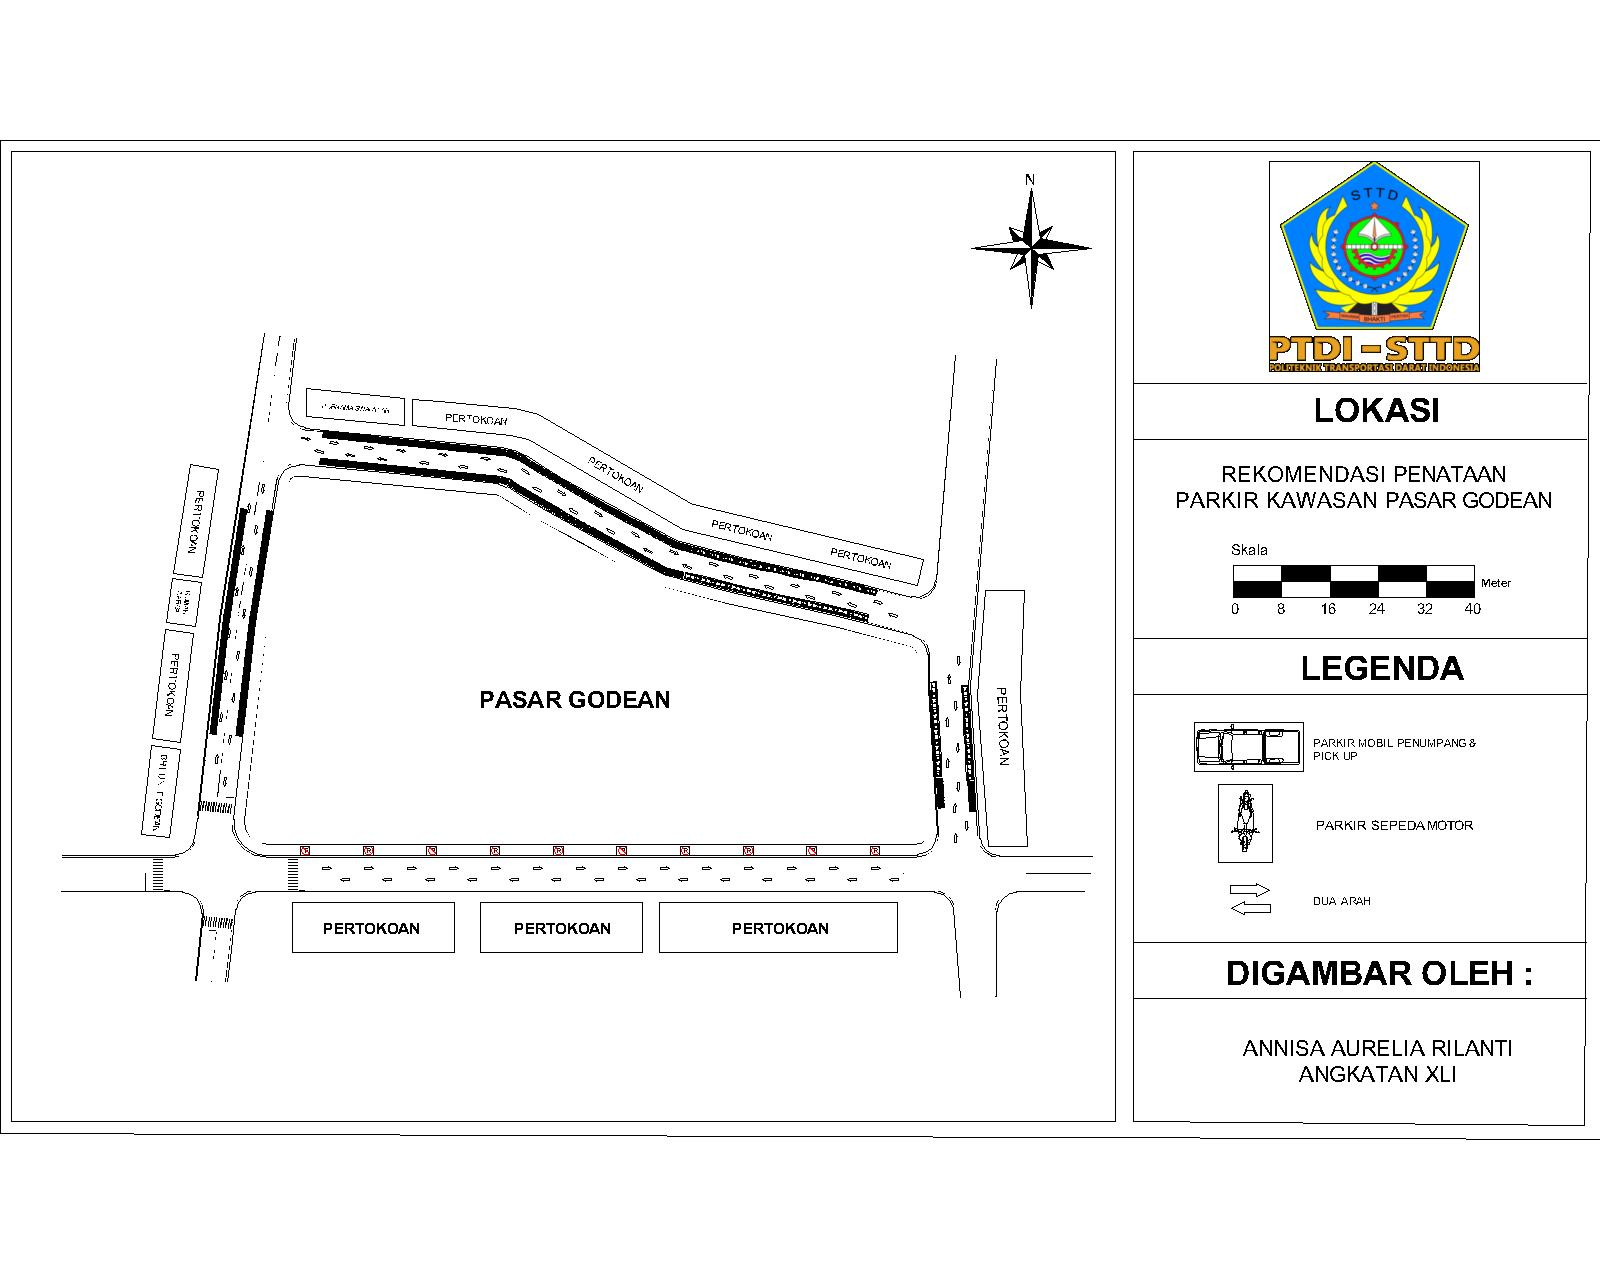 N
PERTOKOAN
PERTOKOAN
PERTOKOAN
PERTOKOAN
PERTOKOAN
PERTOKOAN
PERTOKOAN
PASAR GODEAN
PERTOKOAN
PERTOKOAN
PERTOKOAN
STTD
BHAKTI
PTDI-STTD
POLITEKNIK TRANSPORTASI DARAT INDONESIA
LOKASI
REKOMENDASI PENATAAN
PARKIR KAWASAN PASAR GODEAN
Skala
Meter
0 8 16 24 32 40
LEGENDA
PARKIR MOBIL PENUMPANG &
PICK UP
PARKIR SEPEDA MOTOR
DUA ARAH
DIGAMBAR OLEH :
ANNISA AURELIA RILANTI
ANGKATAN XLI